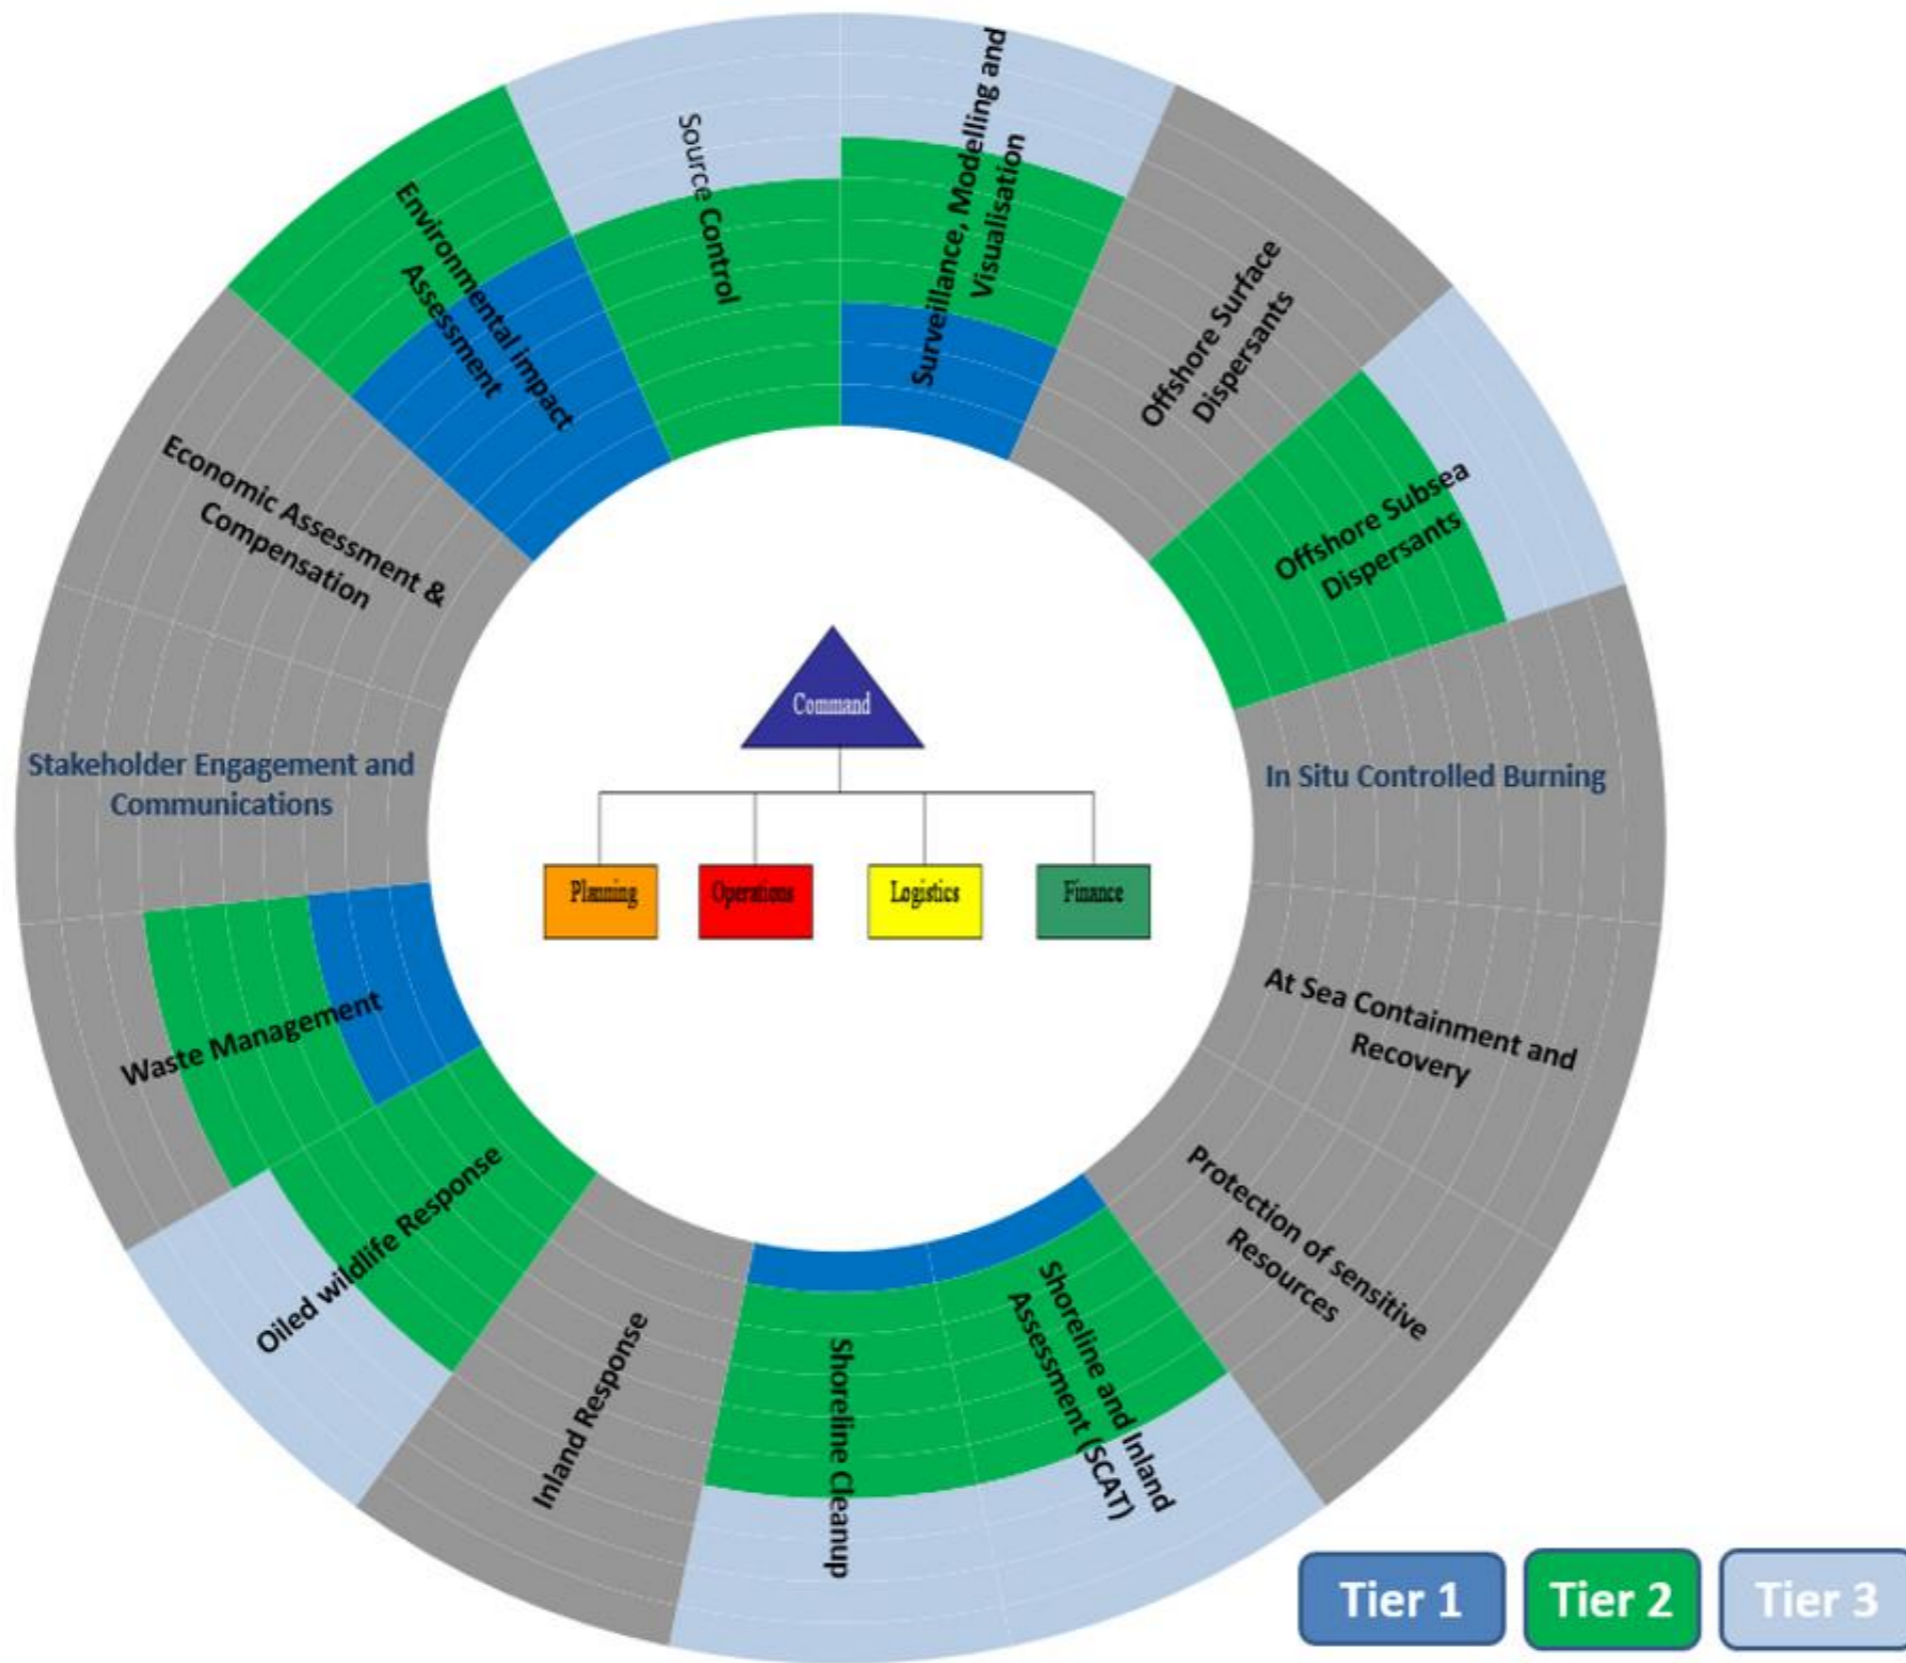 Surveillance, Modelling and
Visualisation
Offshore Surface
Dispersants
Offshore Subsea
Dispersants
In Situ Controlled Burning
At Sea Containment and
Recovery
Protection of sensitive
Resources
Shoreline and Inland
Assessment (SCAT)
Shoreline Cleanup
Inland Response
Oiled wildlife Response
Waste Management
Stakeholder Engagement and
Communications
Economic Assessment &
Compensation
Environmental impact
Assessment
Source Control
Command
Planning
Operations
Logistics
Finance
Tier 1
Tier 2
Tier 3